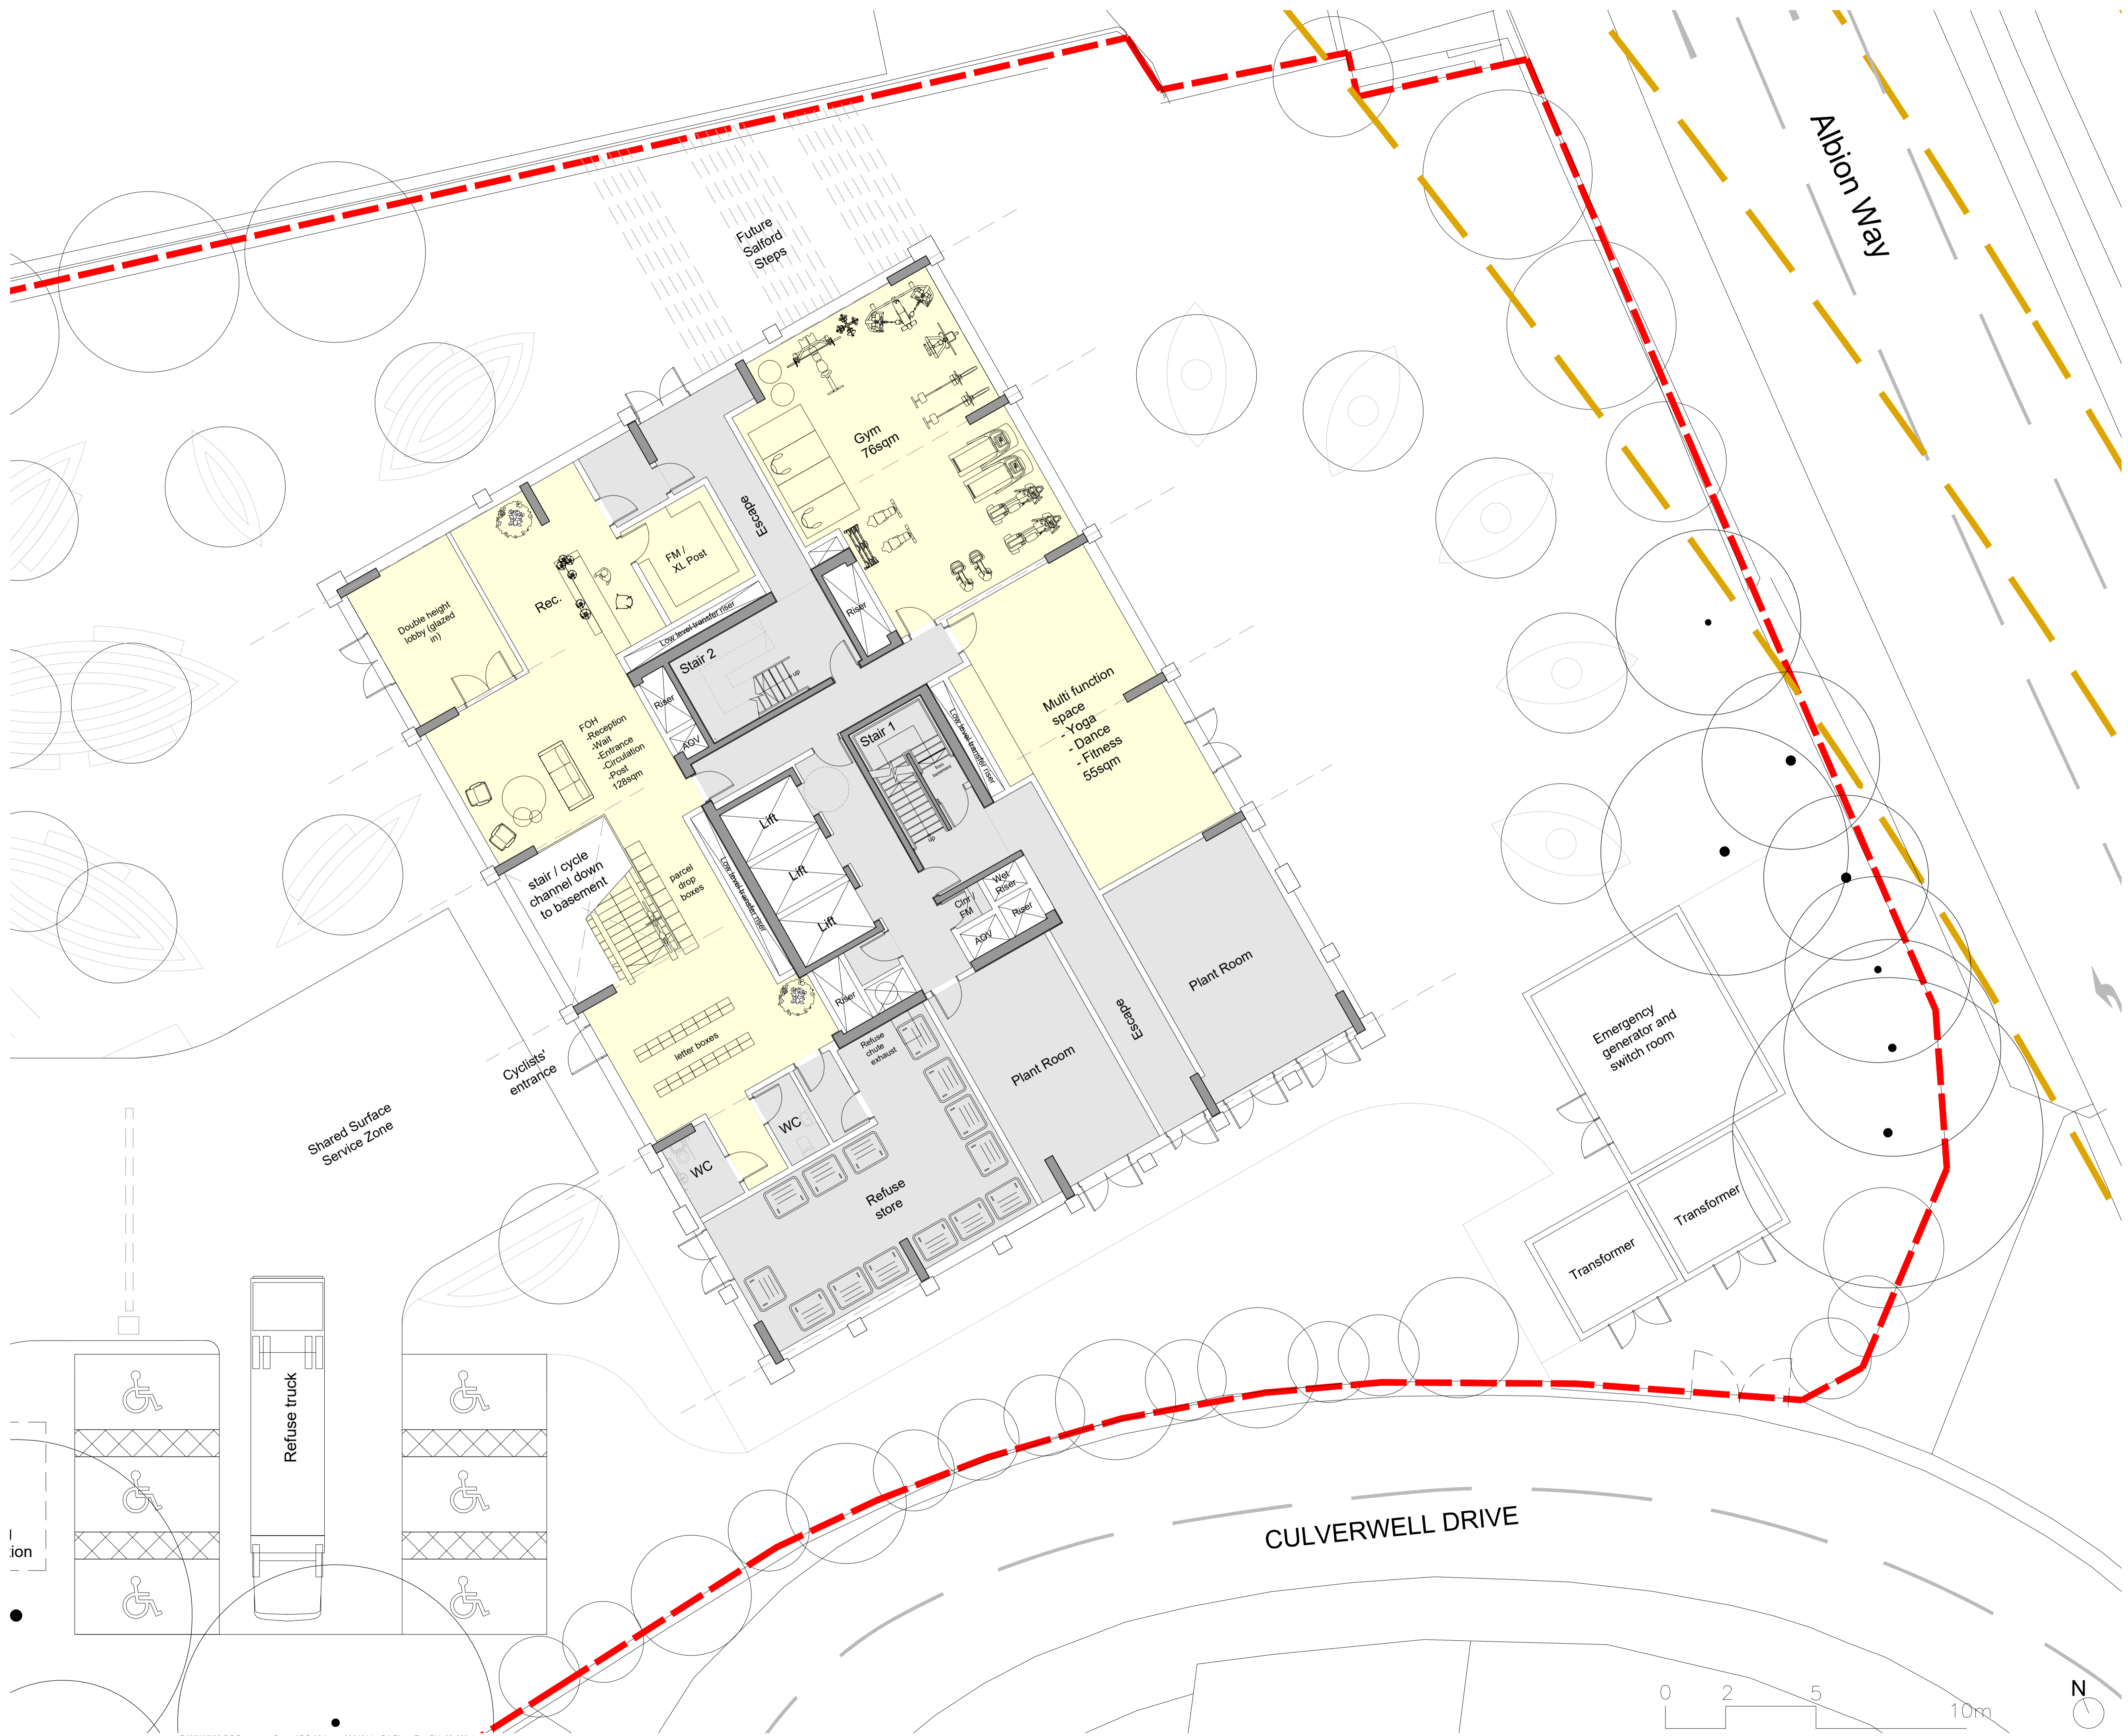 Albion Way
Future
Salford
Steps
Gym
76sqm
Escape
FM /
XL Post
Rec.
Double height
lobby (glazed
in)
Low level transfer riser
Riser
Stair 2
up
Riser
AOV
FOH
-Reception
-Wait
-Entrance
-Circulation
-Post
128sqm
Multi function
space
- Yoga
- Dance
- Fitness
55sqm
Low level transfer riser
Stair 1
from
basement
up
Lift
Lift
Lift
Low level transfer riser
parcel
drop
boxes
stair / cycle
channel down
to basement
Wet
Riser
Clnr /
FM
Riser
AOV
Riser
Plant Room
Escape
Plant Room
Refuse
chute
exhaust
letter boxes
Cyclists'
entrance
WC
WC
Refuse
store
Shared Surface
Service Zone
Emergency
generator and
switch room
Transformer
Transformer
Refuse truck
tion
CULVERWELL DRIVE
0 2 5 10m
N